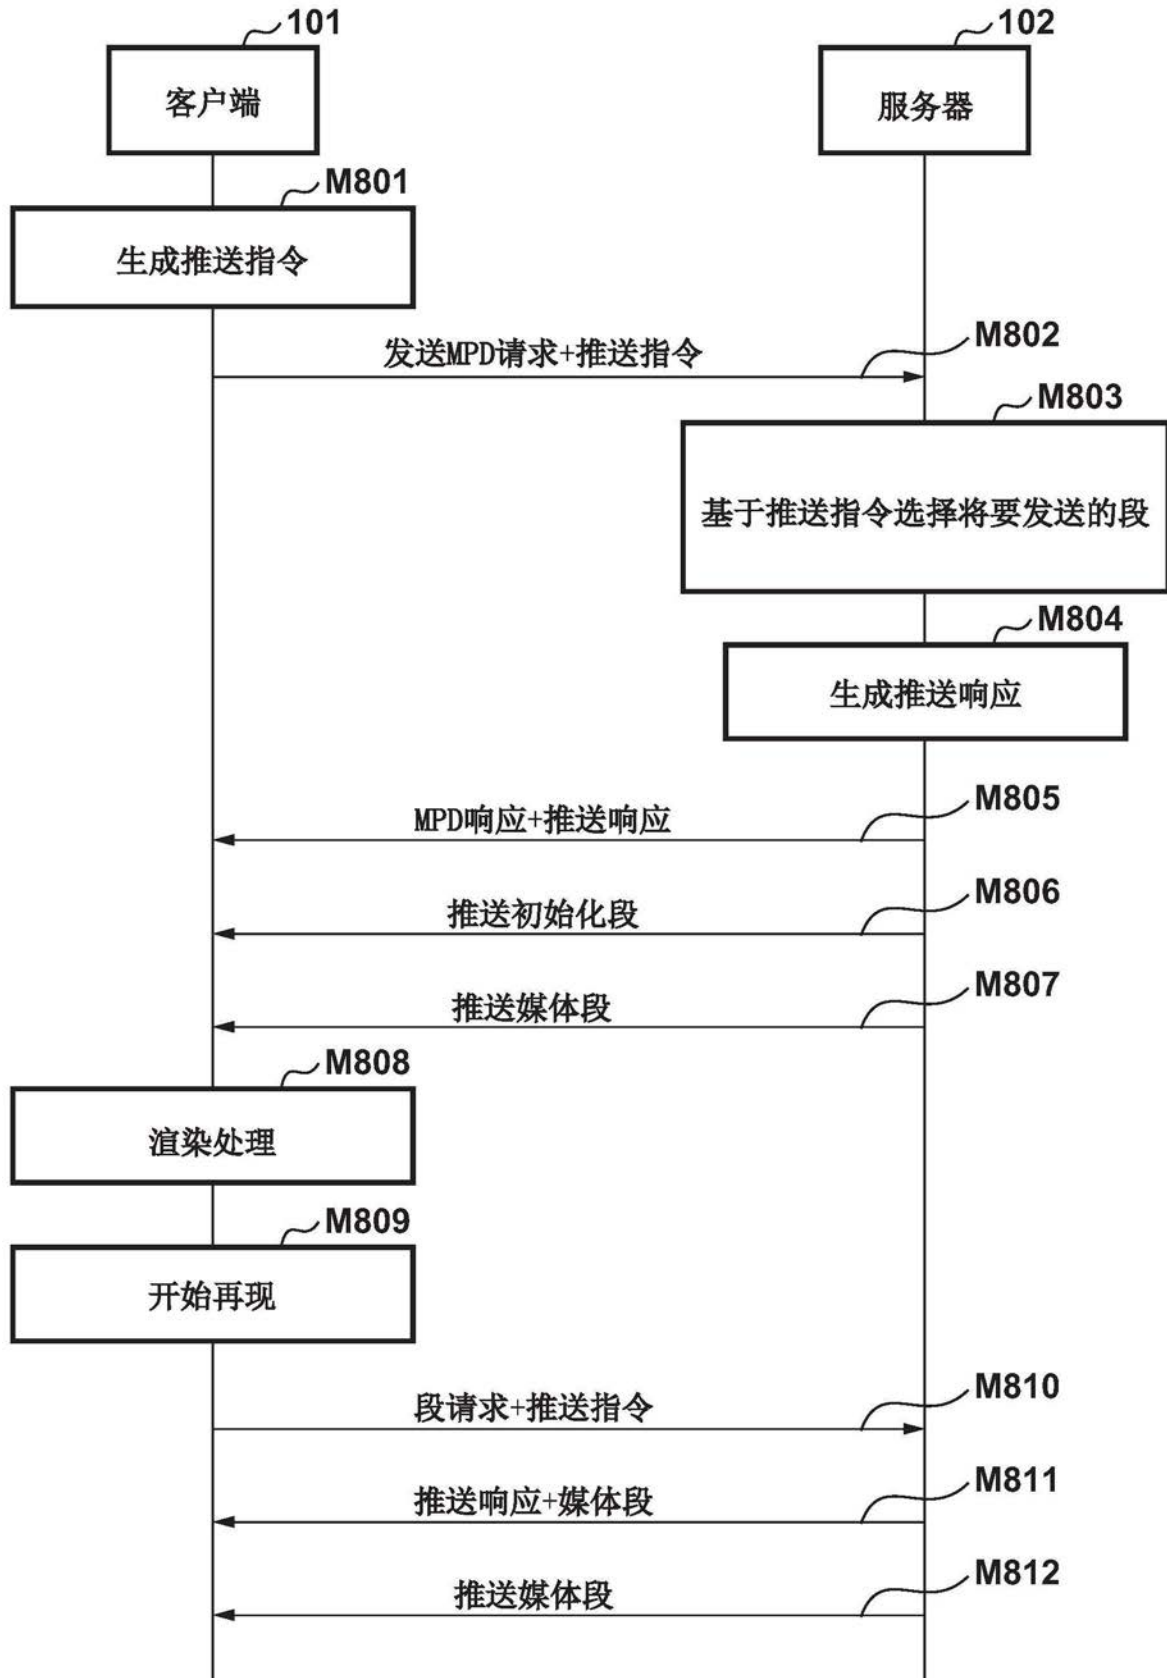 101
102
客户端
服务器
M801
生成推送指令
M802
发送MPD请求+推送指令
M803
基于推送指令选择将要发送的段
M804
生成推送响应
M805
MPD响应+推送响应
M806
推送初始化段
M807
推送媒体段
M808
渲染处理
M809
开始再现
M810
段请求+推送指令
M811
推送响应+媒体段
M812
推送媒体段